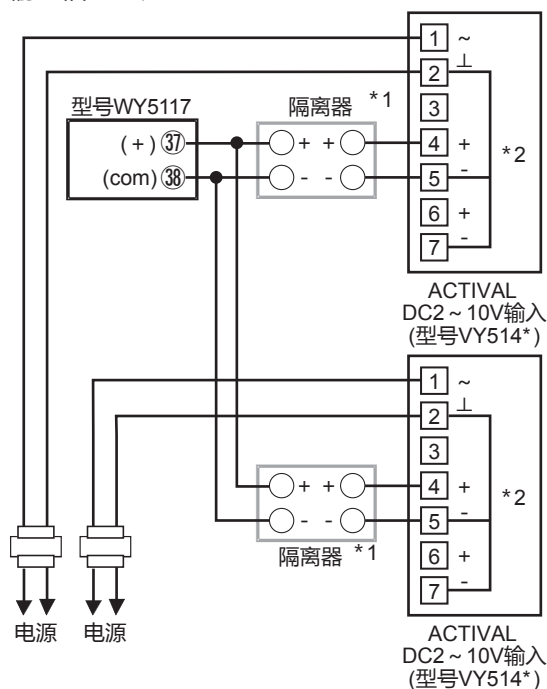 1 ~
2 ⊥
型号WY5117
隔离器 *1
3
(+) ㊲
+ +
4 +
*2
(com) ㊳
- -
5 -
6 +
7 -
ACTIVAL
DC2~10V输入
(型号VY514*)
1 ~
2 ⊥
3
+ +
4 +
*2
- -
5 -
隔离器 *1
6 +
7 -
电源 电源
ACTIVAL
DC2~10V输入
(型号VY514*)